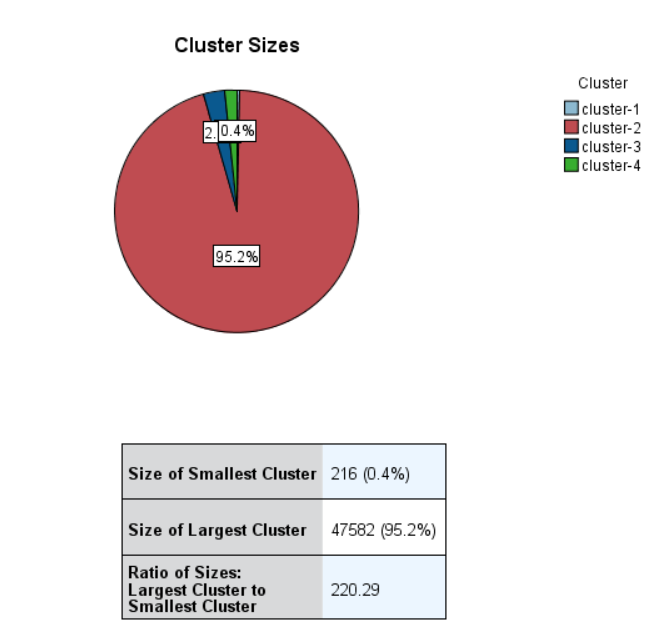 Cluster Sizes
Cluster
cluster-1
cluster-2
cluster-3
cluster-4
2.
0.4%
95.2%
Size of Smallest Cluster
216 (0.4%)
Size of Largest Cluster
47582 (95.2%)
Ratio of Sizes:
Largest Cluster to
Smallest Cluster
220.29